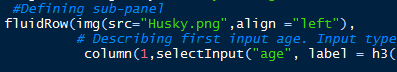 #Defining sub-panel
fluidRow(img(src="Husky.png",align ="left"),
# Describing first input age. Input type
column(1,selectInput("age", label = h3(